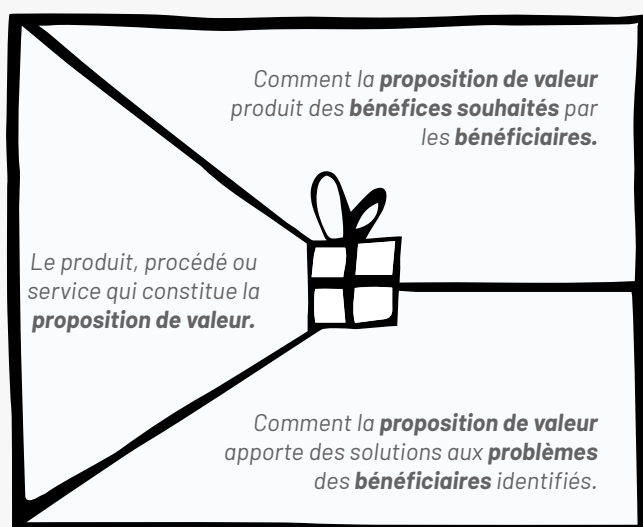 Comment la proposition de valeur
produit des bénéfices souhaités par
les bénéficiaires.
Le produit, procédé ou
service qui constitue la
proposition de valeur.
Comment la proposition de valeur
apporte des solutions aux problèmes
des bénéficiaires identifiés.